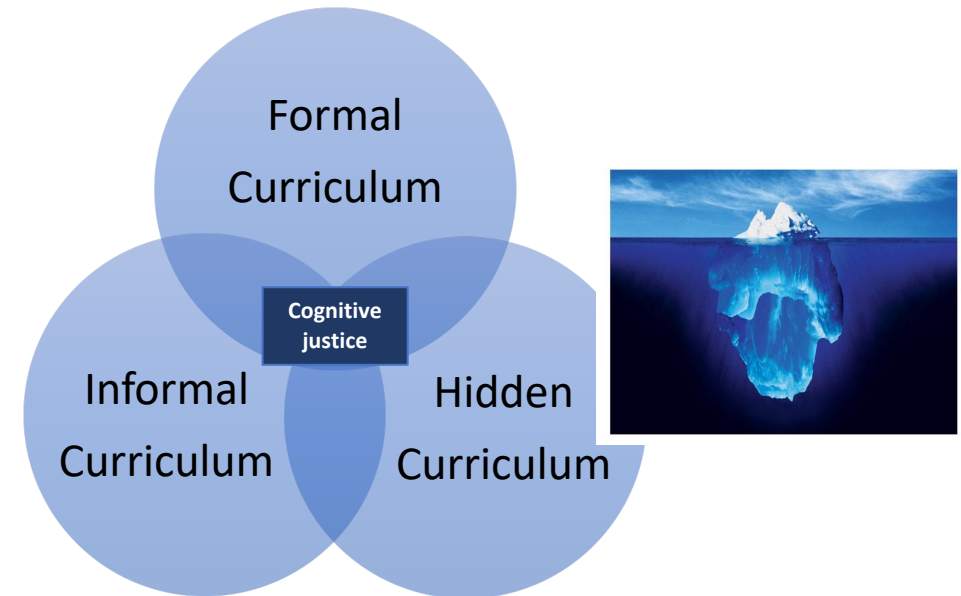 Formal
Curriculum
Cognitive
justice
Informal
Curriculum
Hidden
Curriculum